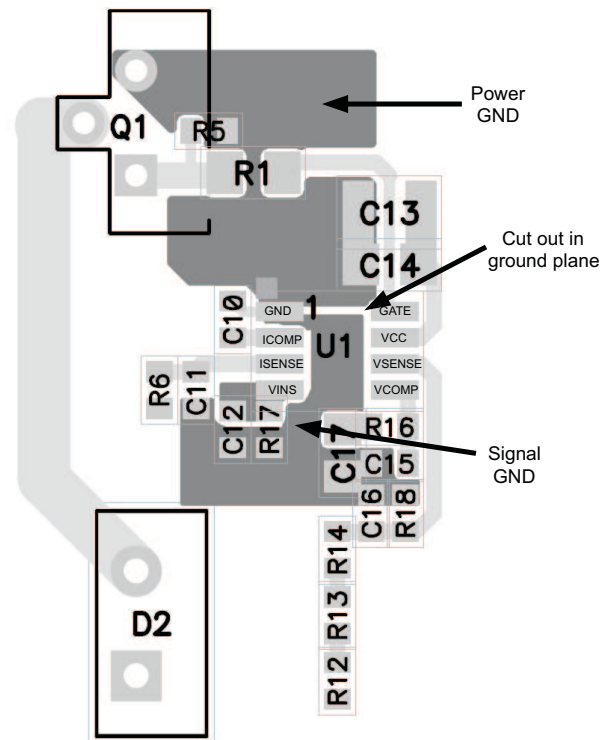 Power
GND
Q1
R5
R1
C13
C14
Cut out in
ground plane
C10
GND
1
GATE
ICOMP
U1
VCC
ISENSE
VSENSE
R6
C11
VINS
VCOMP
C12
R17
C17
R16
C15
Signal
GND
C16
R18
R14
R13
D2
R12